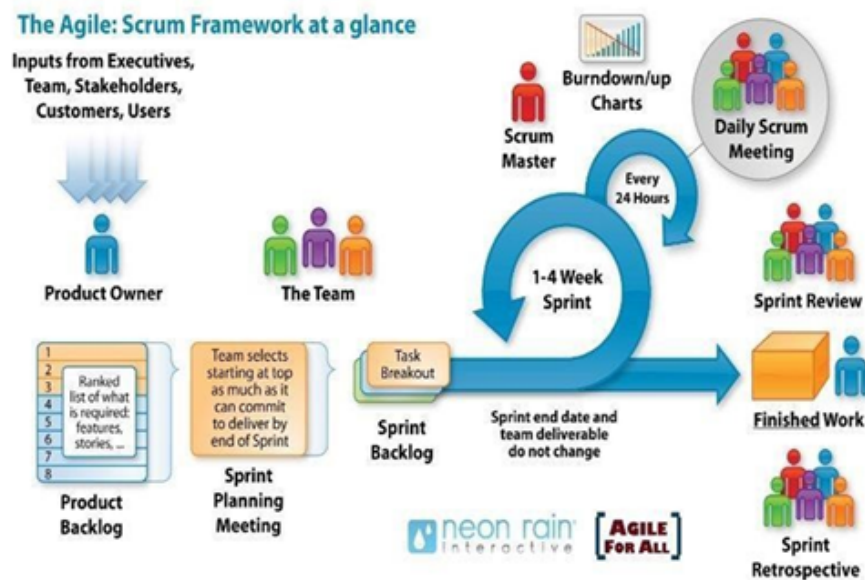 The Agile: Scrum Framework at a glance
Inputs from Executives,
Team, Stakeholders,
Customers, Users
Product Owner
The Team
Scrum
Master
Burndown/up
Charts
Daily Scrum
Meeting
Every
24 Hours
1-4 Week
Sprint
Sprint Review
1
2
3
4
5
6
7
8
Ranked
list of what
is required:
features,
stories, ...
Product
Backlog
Team selects
starting at top
as much as it
can commit
to deliver by
end of Sprint
Sprint
Planning
Meeting
Task
Breakout
Sprint
Backlog
Sprint end date and
team deliverable
do not change
Finished Work
Sprint
Retrospective
neon rain
interactive
AGILE
FOR ALL